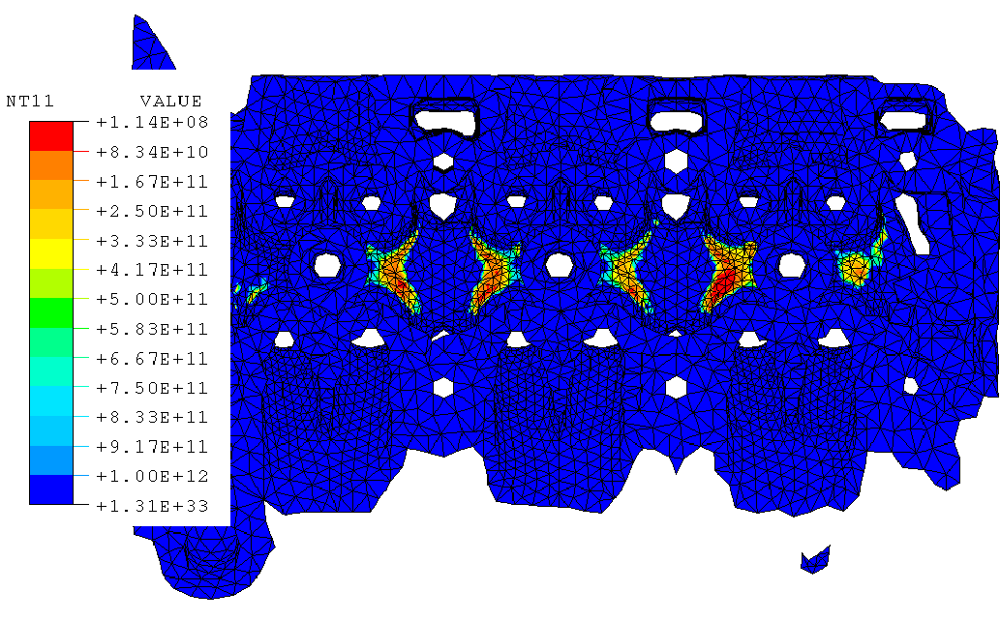 NT11 VALUE
+1.14E+08
+8.34E+10
+1.67E+11
+2.50E+11
+3.33E+11
+4.17E+11
+5.00E+11
+5.83E+11
+6.67E+11
+7.50E+11
+8.33E+11
+9.17E+11
+1.00E+12
+1.31E+33